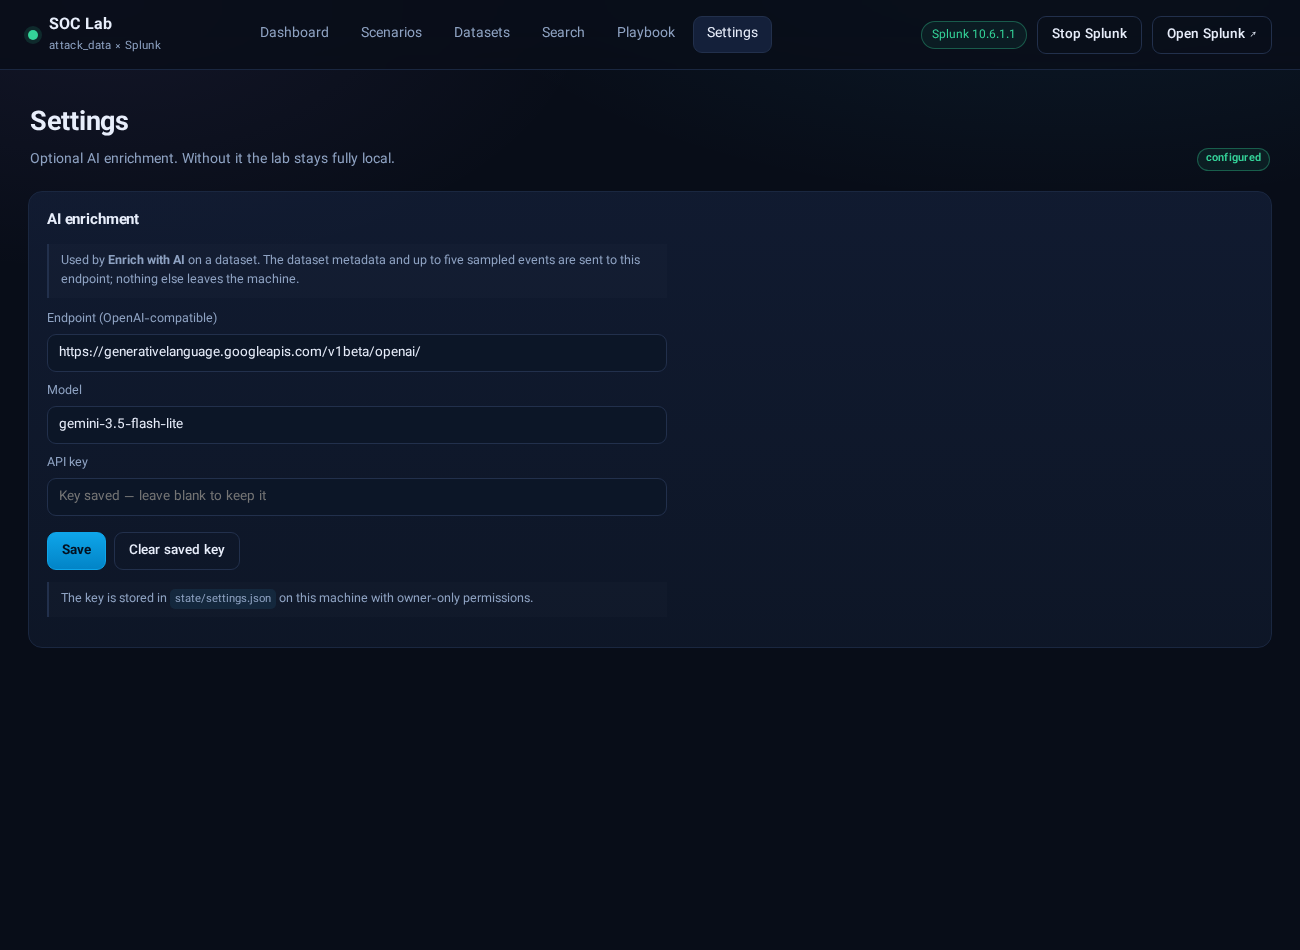 SOC Lab
attack_data × Splunk
Dashboard
Scenarios
Datasets
Search
Playbook
Settings
Splunk 10.6.1.1
Stop Splunk
Open Splunk ↗
Settings
Optional AI enrichment. Without it the lab stays fully local.
configured
AI enrichment
Used by Enrich with AI on a dataset. The dataset metadata and up to five sampled events are sent to this
endpoint; nothing else leaves the machine.
Endpoint (OpenAI-compatible)
https://generativelanguage.googleapis.com/v1beta/openai/
Model
gemini-3.5-flash-lite
API key
Key saved — leave blank to keep it
Save
Clear saved key
The key is stored in state/settings.json on this machine with owner-only permissions.